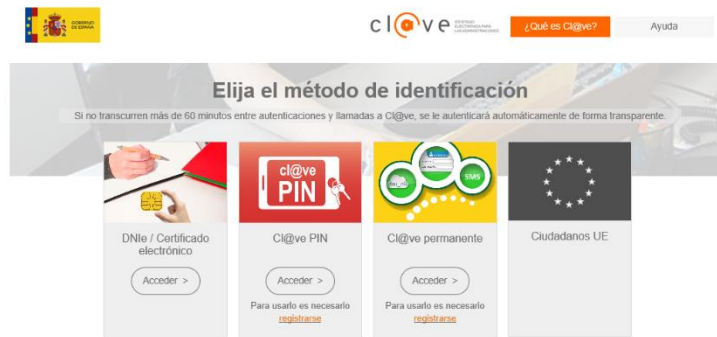 GOBIERNO
DE ESPAÑA
cl@ve
¿Qué es Cl@ve?
Ayuda
Elija el método de identificación
Si no transcurren más de 60 minutos entre autenticaciones y llamadas a Cl@ve, se le autenticará automáticamente de forma transparente.
cl@ve
PIN
SMS
DNIe / Certificado
electrónico
Acceder >
Cl@ve PIN
Acceder >
Para usarlo es necesario
registrarse
Cl@ve permanente
Acceder >
Para usarlo es necesario
registrarse
Ciudadanos UE